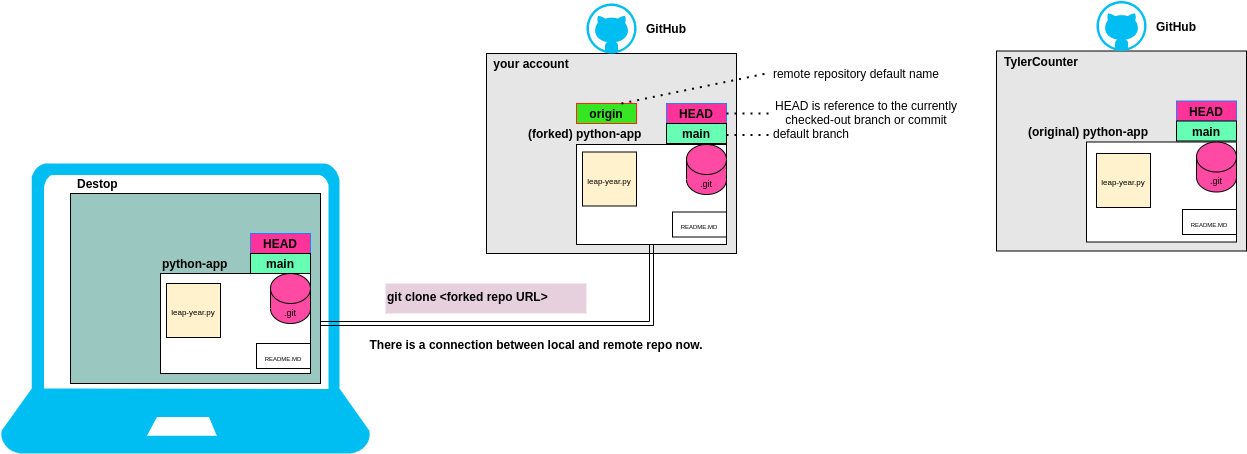 GitHub
your account
remote repository default name
origin
HEAD
HEAD is reference to the currently
checked-out branch or commit
(forked) python-app
main
default branch
leap-year.py
.git
README.MD
GitHub
TylerCounter
HEAD
(original) python-app
main
leap-year.py
.git
README.MD
Destop
HEAD
python-app
main
leap-year.py
.git
README.MD
git clone <forked repo URL>
There is a connection between local and remote repo now.